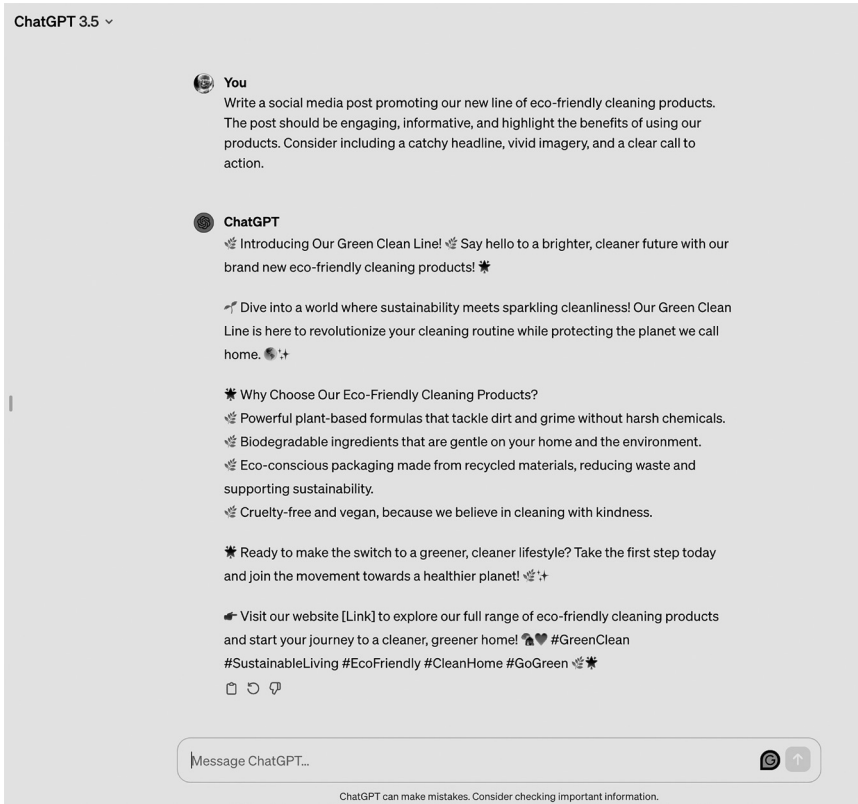 ChatGPT 3.5
You
Write a social media post promoting our new line of eco-friendly cleaning products.
The post should be engaging, informative, and highlight the benefits of using our
products. Consider including a catchy headline, vivid imagery, and a clear call to
action.
ChatGPT
🌿 Introducing Our Green Clean Line! 🌿 Say hello to a brighter, cleaner future with our
brand new eco-friendly cleaning products! 🌟
🌱 Dive into a world where sustainability meets sparkling cleanliness! Our Green Clean
Line is here to revolutionize your cleaning routine while protecting the planet we call
home. 🌎✨
🌟 Why Choose Our Eco-Friendly Cleaning Products?
🌿 Powerful plant-based formulas that tackle dirt and grime without harsh chemicals.
🌿 Biodegradable ingredients that are gentle on your home and the environment.
🌿 Eco-conscious packaging made from recycled materials, reducing waste and
supporting sustainability.
🌿 Cruelty-free and vegan, because we believe in cleaning with kindness.
🌟 Ready to make the switch to a greener, cleaner lifestyle? Take the first step today
and join the movement towards a healthier planet! 🌿✨
👉 Visit our website [Link] to explore our full range of eco-friendly cleaning products
and start your journey to a cleaner, greener home! 🏠💚 #GreenClean
#SustainableLiving #EcoFriendly #CleanHome #GoGreen 🌿🌟
Message ChatGPT...
ChatGPT can make mistakes. Consider checking important information.